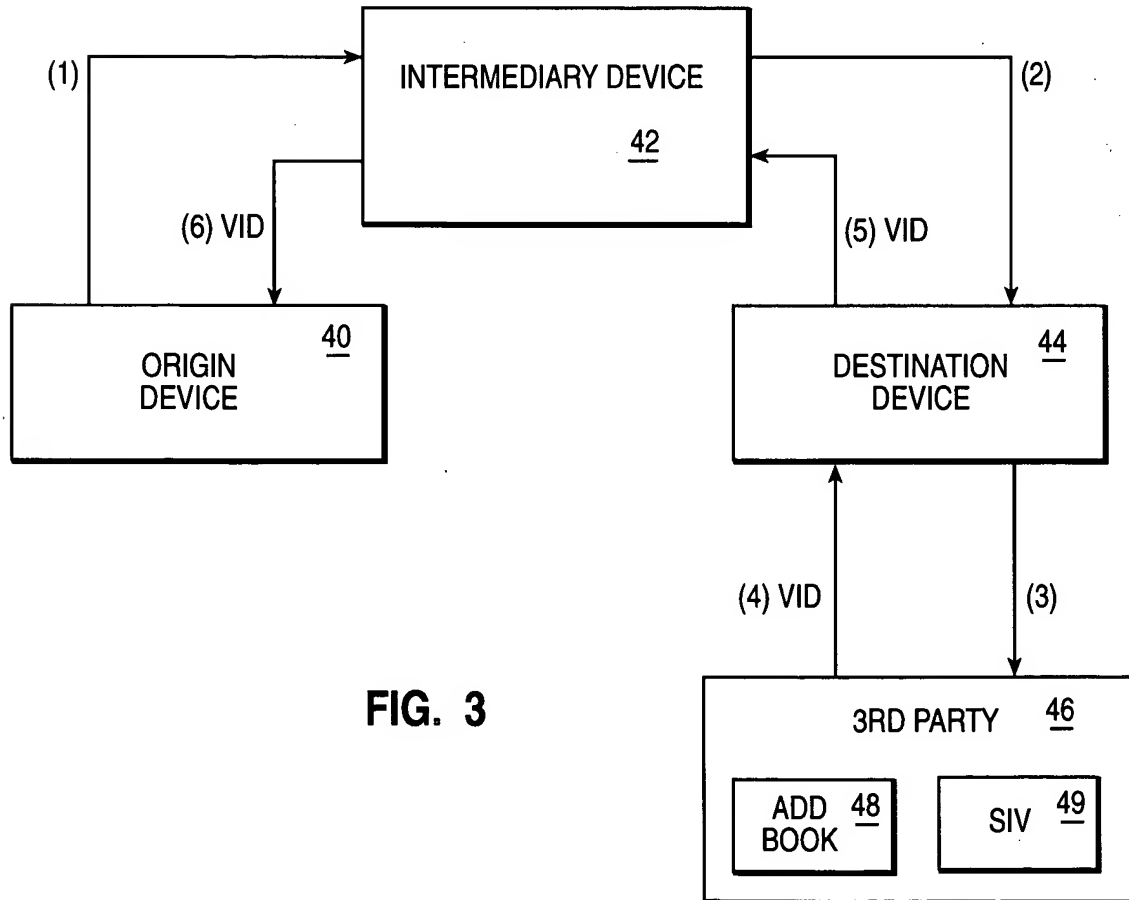 (1)
INTERMEDIARY DEVICE
42
(2)
(6) VID
(5) VID
40
ORIGIN
DEVICE
44
DESTINATION
DEVICE
(4) VID
(3)
FIG. 3
3RD PARTY 46
ADD
BOOK
48
SIV
49